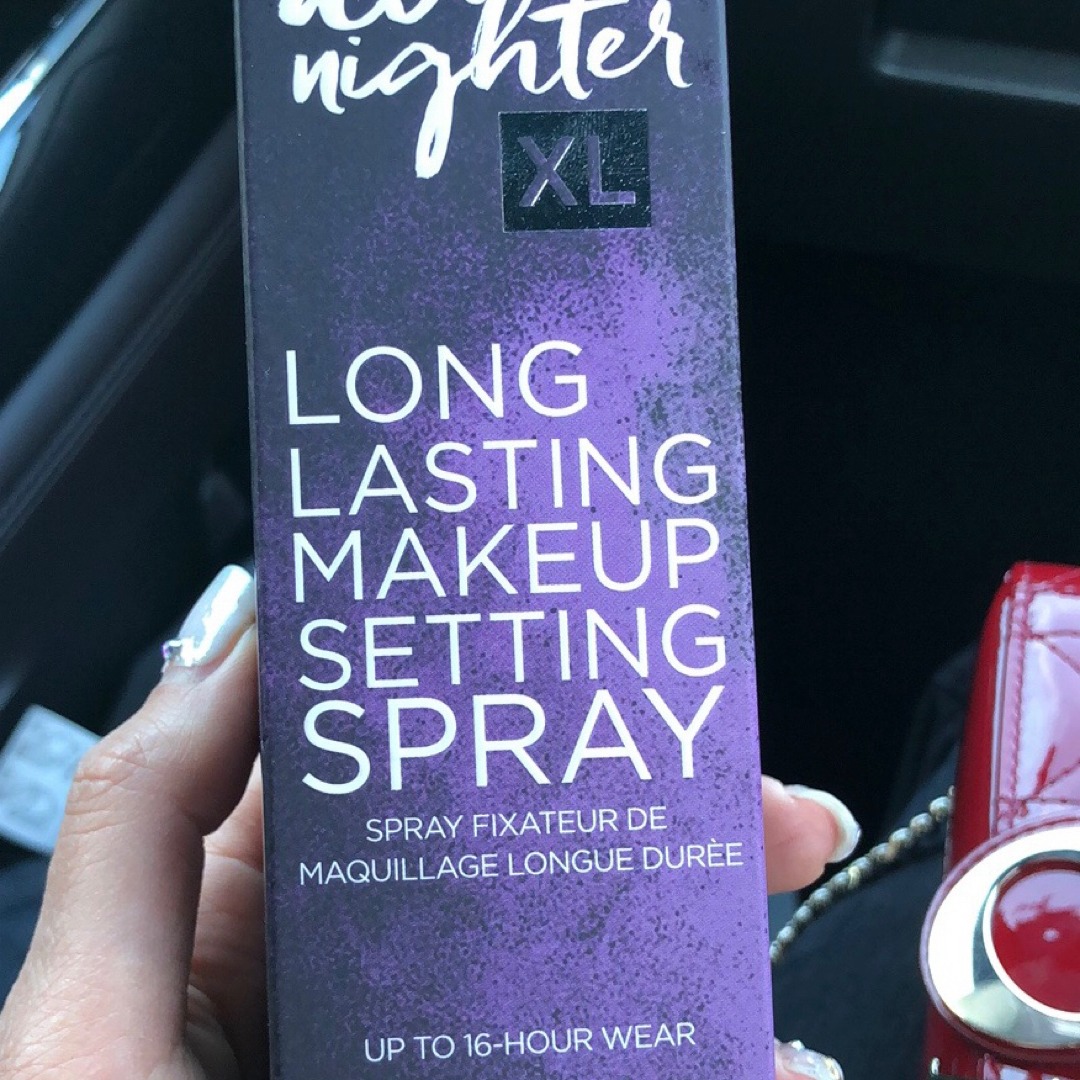 nighter
XL
LONG
LASTING
MAKEUP
SETTING
SPRAY
SPRAY FIXATEUR DE
MAQUILLAGE LONGUE DURÈE
UP TO 16-HOUR WEAR